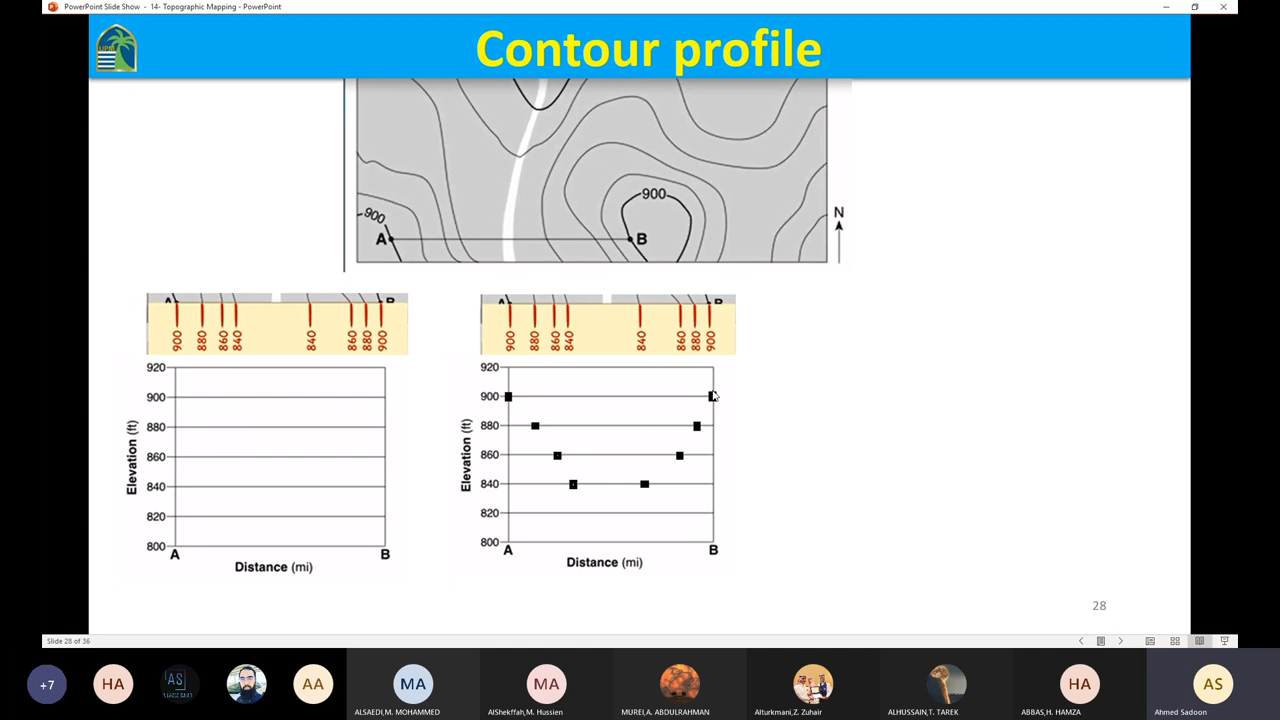 PowerPoint Slide Show - 14- Topographic Mapping - PowerPoint
UPM
Contour profile
900
900
A
B
N
A
B
900
880
860
840
840
860
880
900
A
B
900
880
860
840
840
860
880
900
920
900
880
860
840
820
800
Elevation (ft)
A
B
Distance (mi)
920
900
880
860
840
820
800
Elevation (ft)
A
B
Distance (mi)
28
Slide 28 of 36
+7
HA
AS
AA
MA
ALSAEDI,M. MOHAMMED
MA
AlShekffah,M. Hussien
MUREI,A. ABDULRAHMAN
Alturkmani,Z. Zuhair
ALHUSSAIN,T. TAREK
HA
ABBAS,H. HAMZA
AS
Ahmed Sadoon